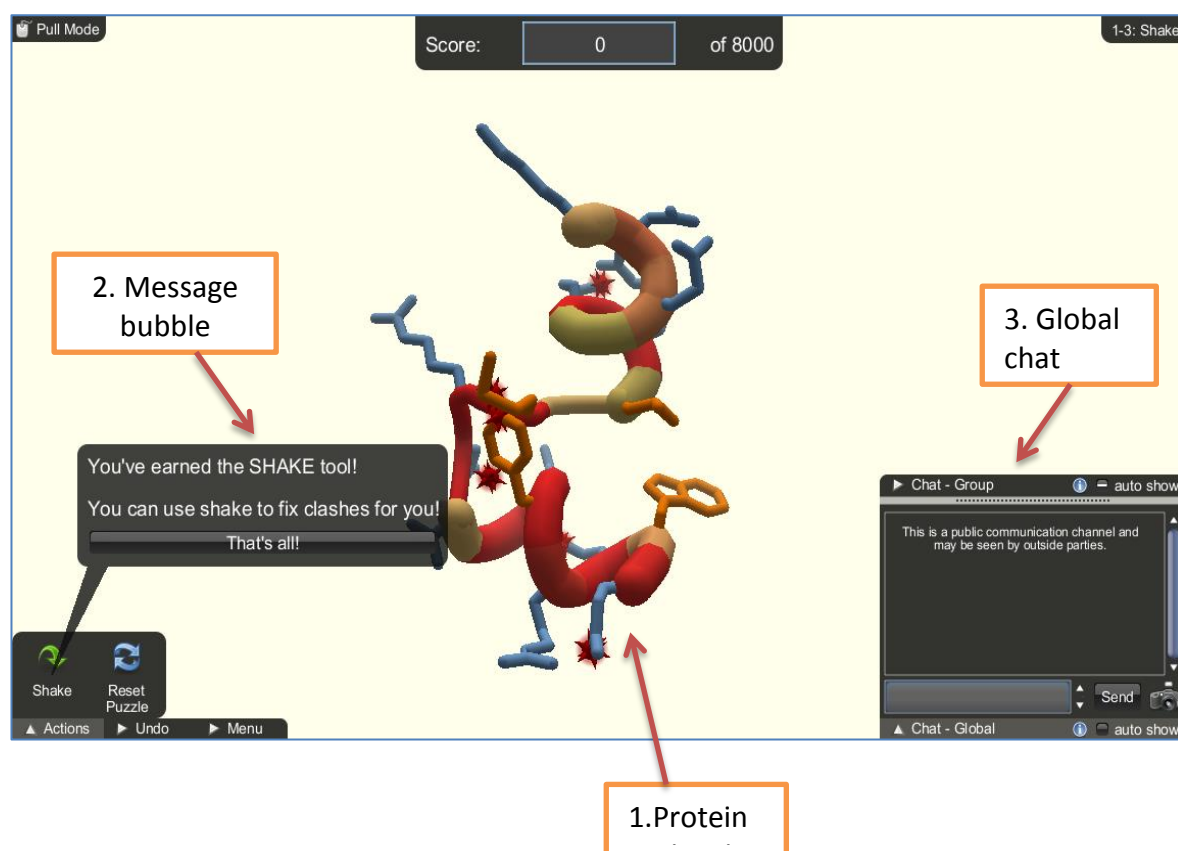 Pull Mode
Score: 0 of 8000
1-3: Shake
2. Message
bubble
3. Global
chat
You've earned the SHAKE tool!
You can use shake to fix clashes for you!
That's all!
Chat - Group auto show
This is a public communication channel and
may be seen by outside parties.
Shake
Reset
Puzzle
Send
Actions Undo Menu
Chat - Global auto show
1.Protein